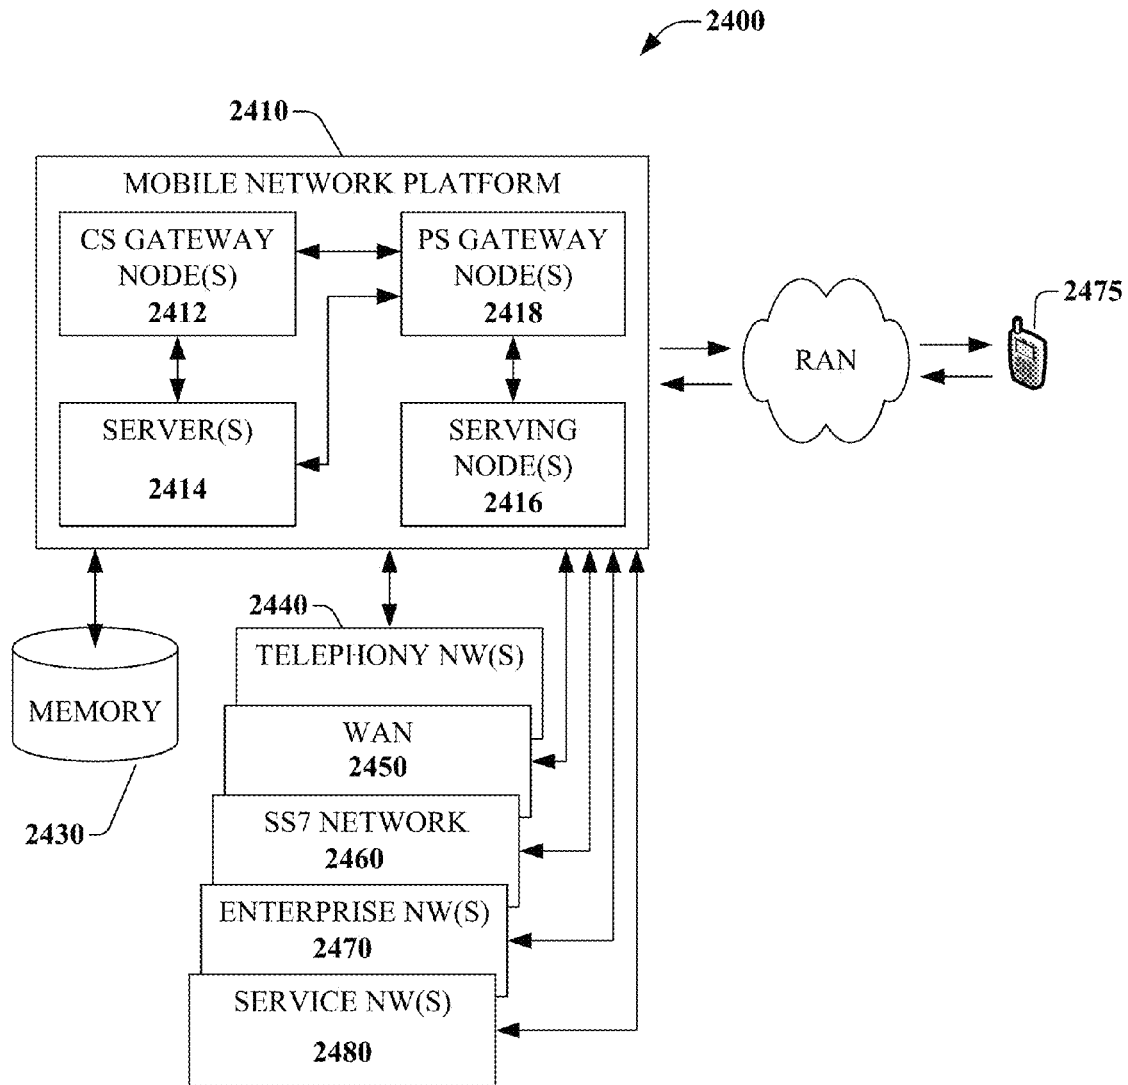 2400
2410
MOBILE NETWORK PLATFORM
CS GATEWAY
NODE(S)
2412
PS GATEWAY
NODE(S)
2418
SERVER(S)
2414
SERVING
NODE(S)
2416
RAN
2475
2440
TELEPHONY NW(S)
MEMORY
2430
WAN
2450
SS7 NETWORK
2460
ENTERPRISE NW(S)
2470
SERVICE NW(S)
2480